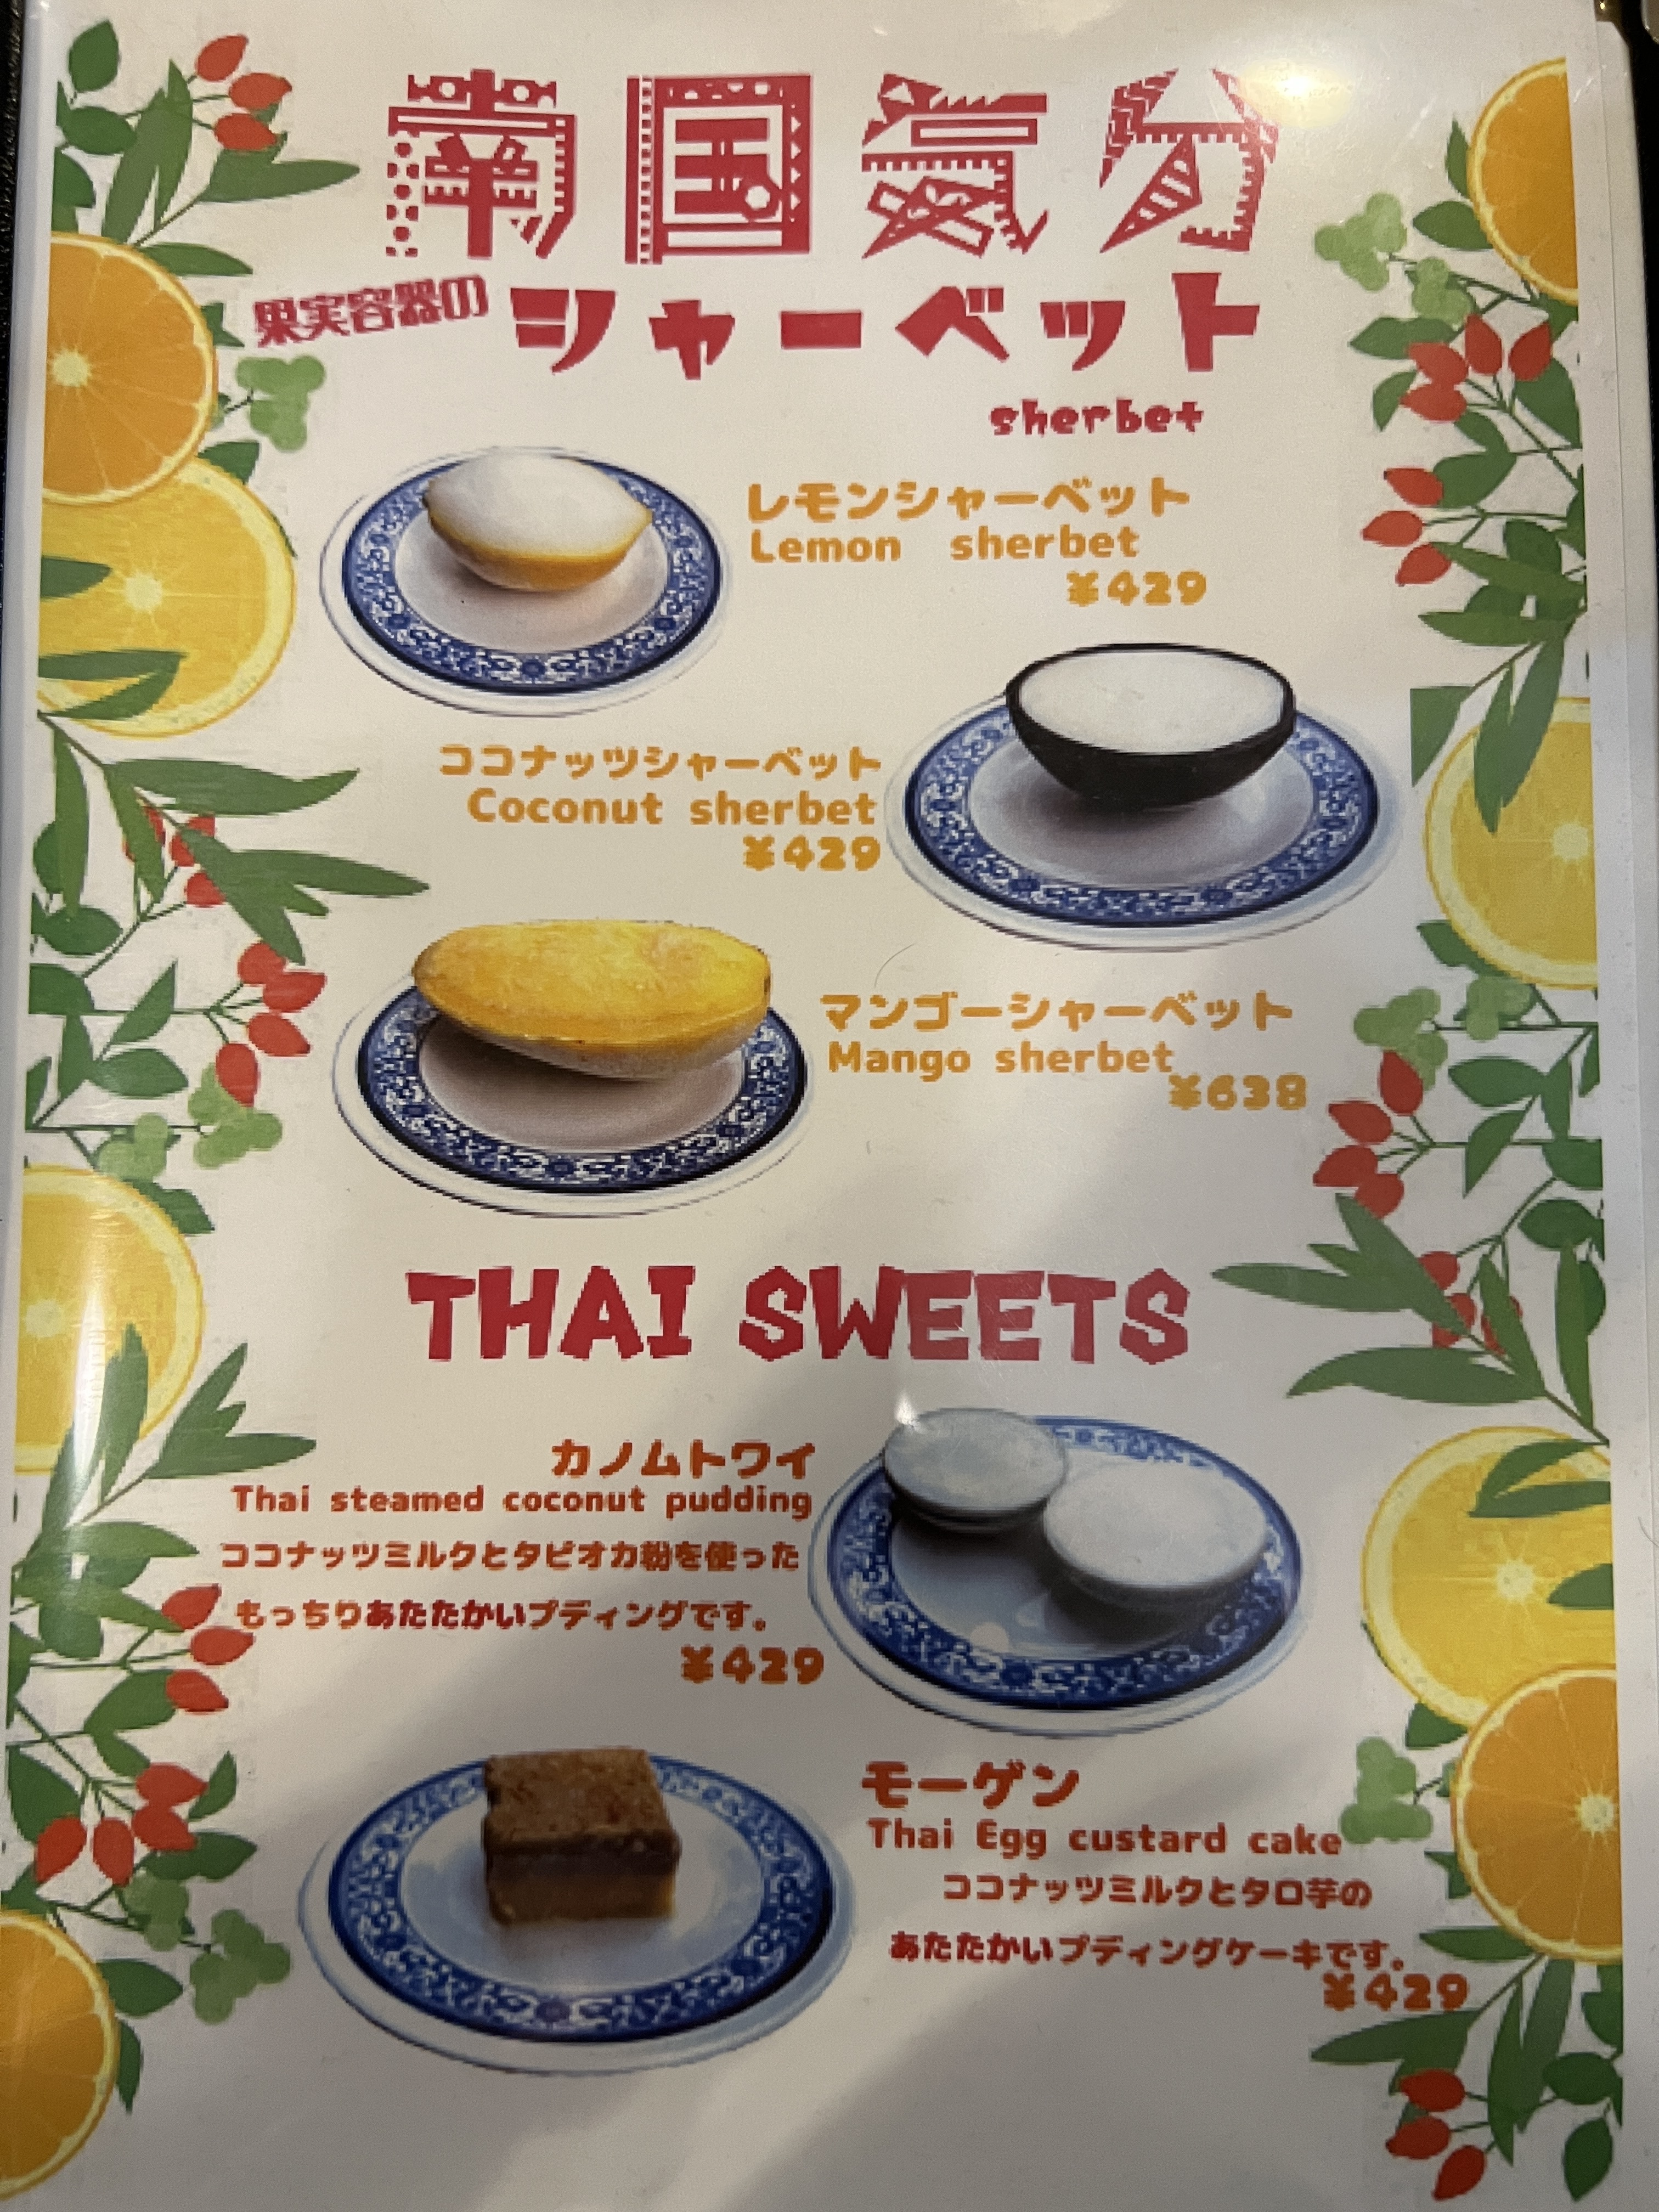 南国気分
果実容器の シャーベット
sherbet
レモンシャーベット
Lemon sherbet
¥429
ココナッツシャーベット
Coconut sherbet
¥429
マンゴーシャーベット
Mango sherbet
¥638
THAI SWEETS
カノムトワイ
Thai steamed coconut pudding
ココナッツミルクとタピオカ粉を使った
もっちりあたたかいプディングです。
¥429
モーゲン
Thai Egg custard cake
ココナッツミルクとタロ芋の
あたたかいプディングケーキです。
¥429